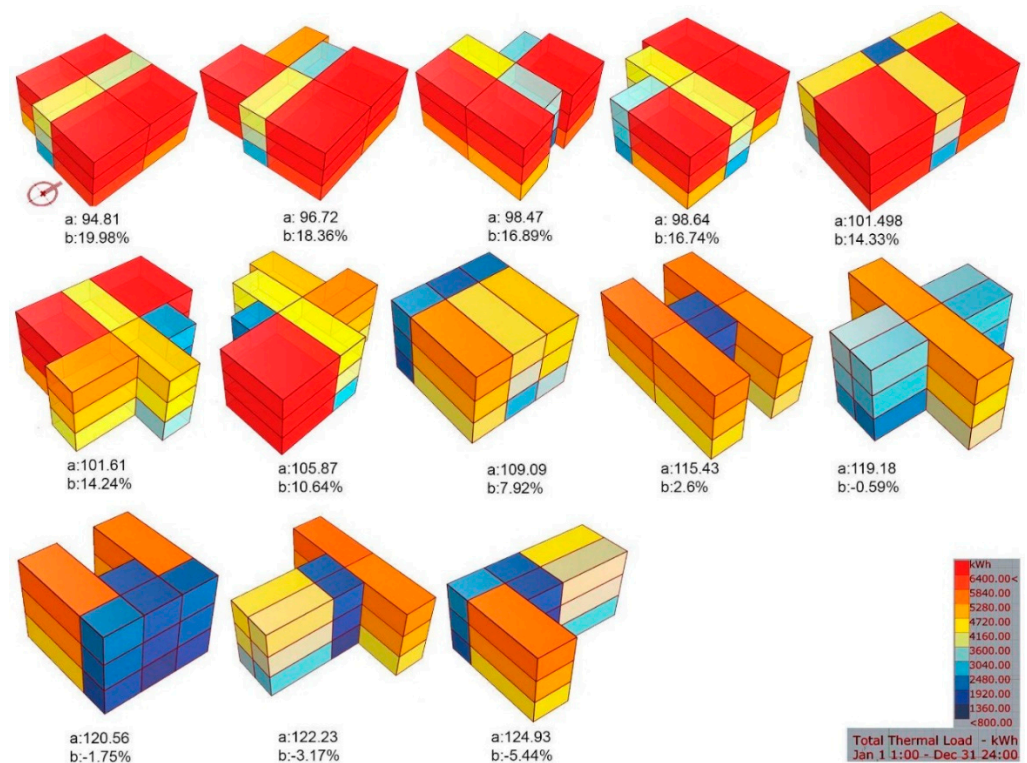 a: 94.81
b:19.98%
a: 96.72
b:18.36%
a: 98.47
b:16.89%
a: 98.64
b:16.74%
a:101.498
b:14.33%
a:101.61
b:14.24%
a:105.87
b:10.64%
a:109.09
b:7.92%
a:115.43
b:2.6%
a:119.18
b:-0.59%
a:120.56
b:-1.75%
a:122.23
b:-3.17%
a:124.93
b:-5.44%
kWh
6400.00<
5840.00
5280.00
4720.00
4160.00
3600.00
3040.00
2480.00
1920.00
1360.00
<800.00
Total Thermal Load - kWh
Jan 1 1:00 - Dec 31 24:00